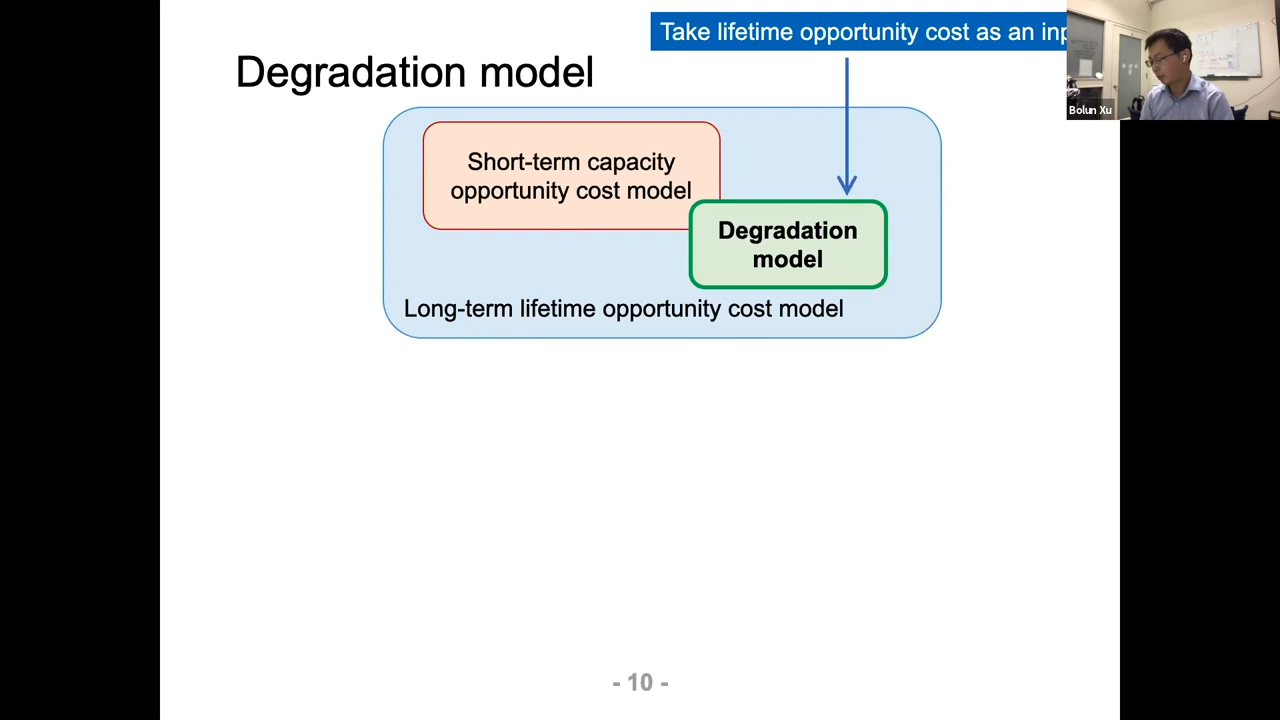 Take lifetime opportunity cost as an inp
Degradation model
Bolun Xu
Short-term capacity
opportunity cost model
Degradation
model
Long-term lifetime opportunity cost model
- 10 -